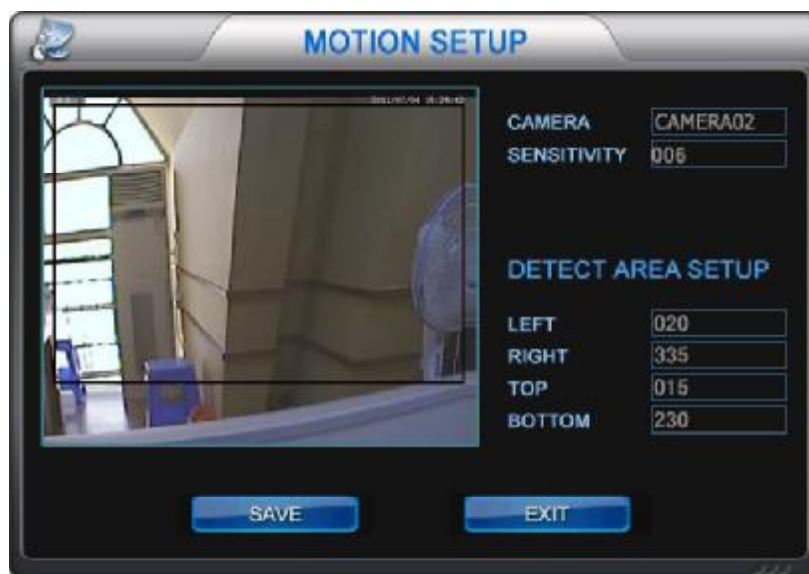 MOTION SETUP
CAMERA CAMERA02
SENSITIVITY 006
DETECT AREA SETUP
LEFT 020
RIGHT 335
TOP 015
BOTTOM 230
SAVE EXIT